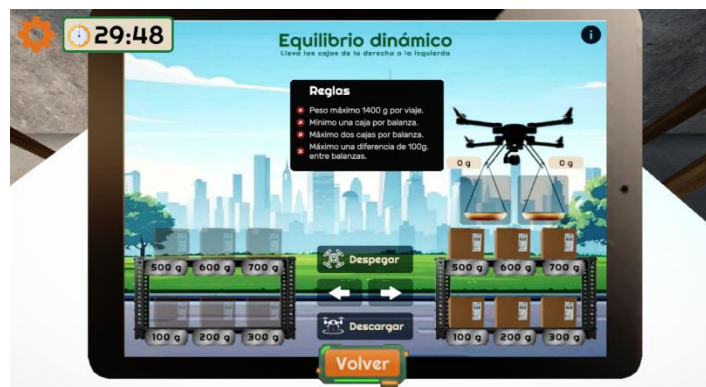 29:48
Equilibrio dinámico
Lleva las cajas de la derecha a la izquierda
i
Reglas
Peso máximo 1400 g por viaje.
Mínimo una caja por balanza.
Máximo dos cajas por balanza.
Máximo una diferencia de 100g.
entre balanzas.
0 g
0 g
500 g
600 g
700 g
Despegar
500 g
600 g
700 g
100 g
200 g
300 g
Descargar
100 g
200 g
300 g
Volver